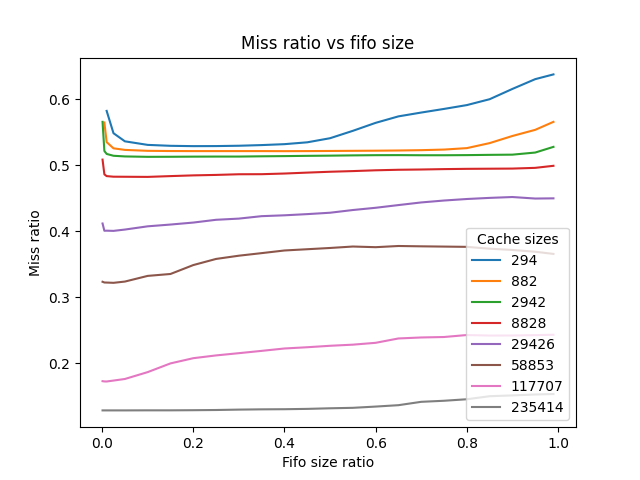 Miss ratio vs fifo size
Miss ratio
0.6
0.5
0.4
0.3
0.2
Cache sizes
294
882
2942
8828
29426
58853
117707
235414
0.0 0.2 0.4 0.6 0.8 1.0
Fifo size ratio